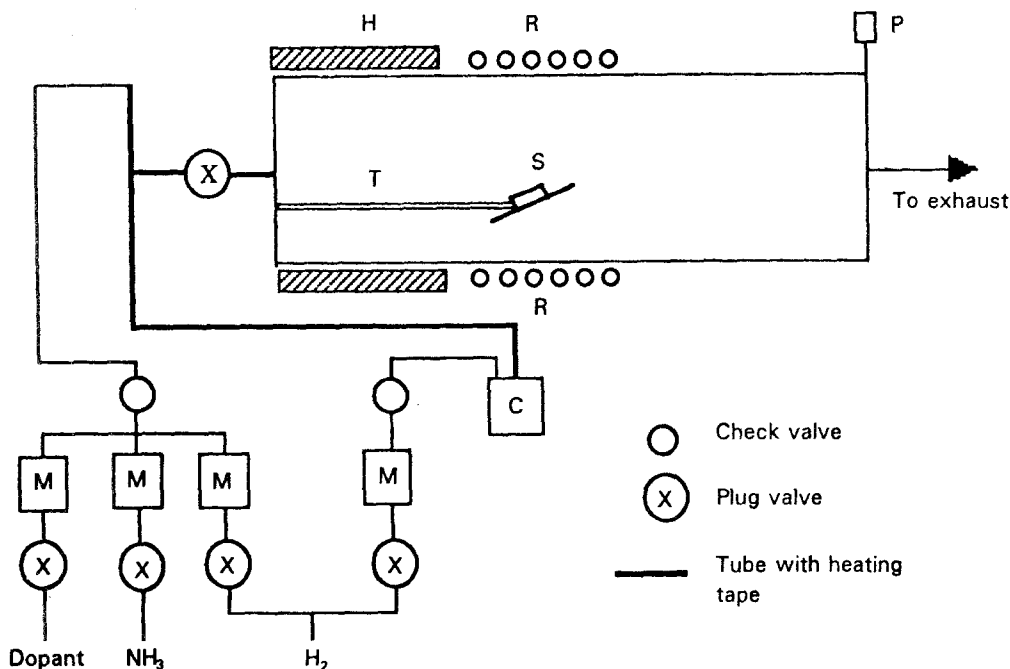 H
R
P
X
T
S
To exhaust
R
C
M
M
M
M
X
X
X
X
Dopant
NH₃
H₂
Check valve
X
Plug valve
Tube with heating
tape